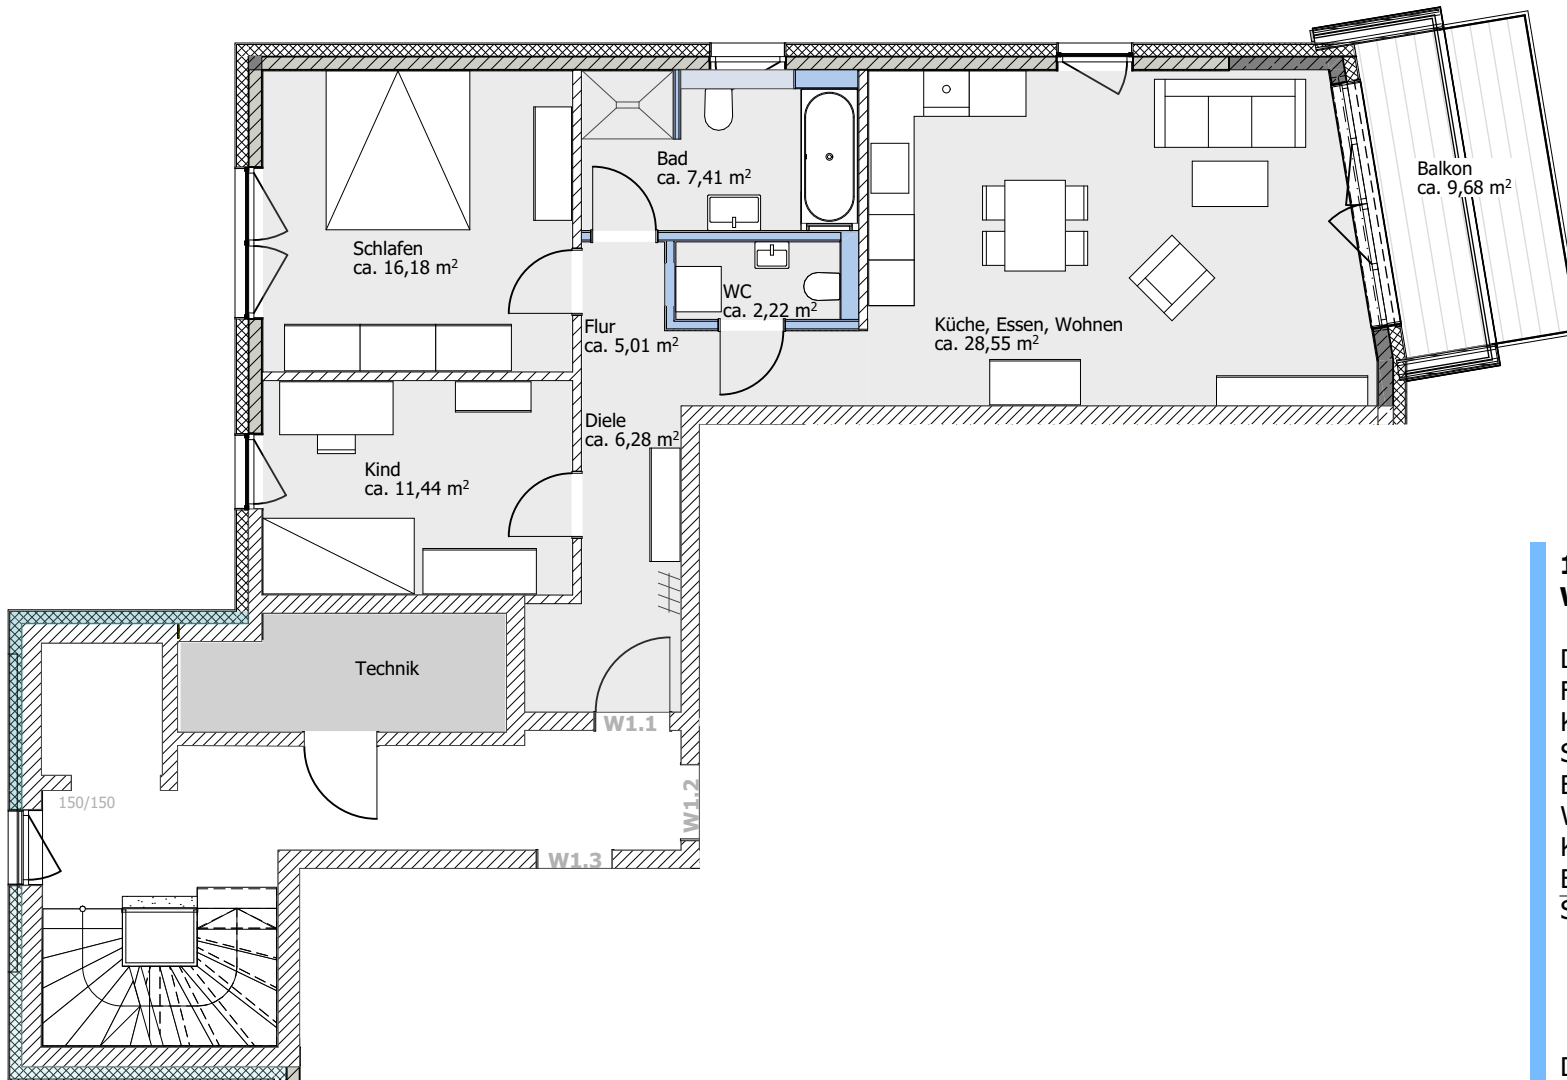 Bad
ca. 7,41 m²
Balkon
ca. 9,68 m²
Schlafen
ca. 16,18 m²
WC
ca. 2,22 m²
Flur
ca. 5,01 m²
Küche, Essen, Wohnen
ca. 28,55 m²
Diele
ca. 6,28 m²
Kind
ca. 11,44 m²
Technik
W1.1
W1.2
150/150
W1.3